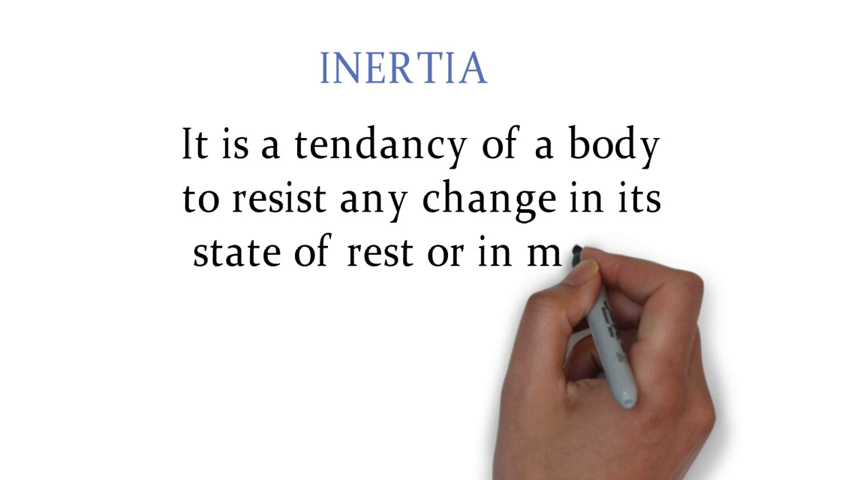 INERTIA
It is a tendancy of a body
to resist any change in its
state of rest or in m